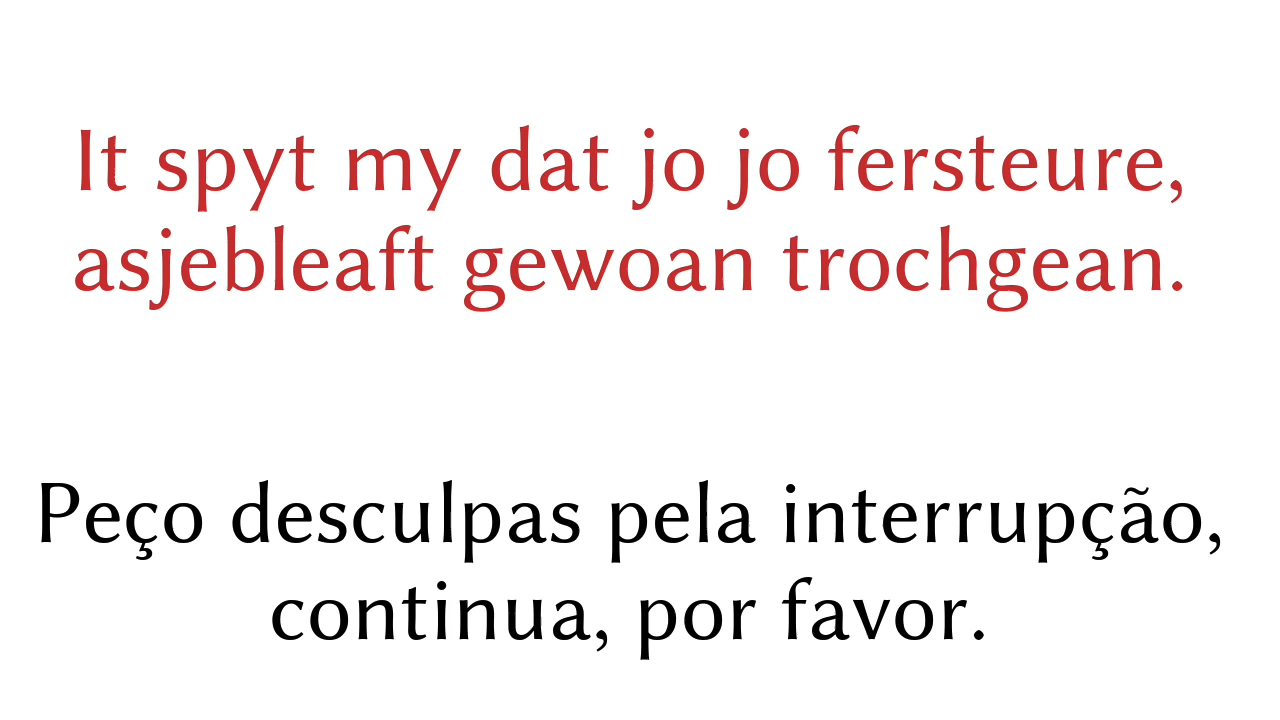 It spyt my dat jo jo fersteure,
asjebleaft gewoan trochgean.
Peço desculpas pela interrupção,
continua, por favor.